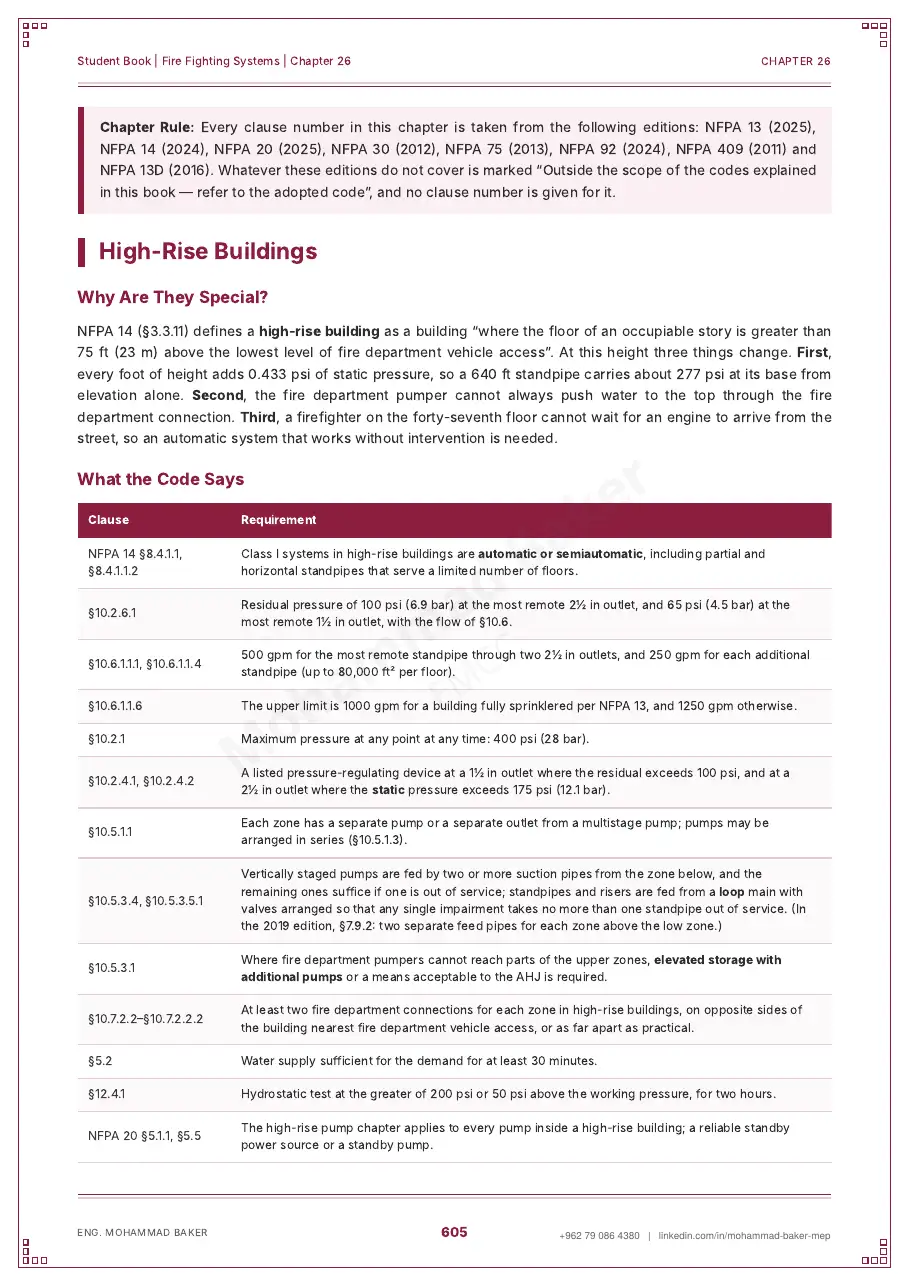 Student Book | Fire Fighting Systems | Chapter 26
CHAPTER 26
Chapter Rule: Every clause number in this chapter is taken from the following editions: NFPA 13 (2025),
NFPA 14 (2024), NFPA 20 (2025), NFPA 30 (2012), NFPA 75 (2013), NFPA 92 (2024), NFPA 409 (2011) and
NFPA 13D (2016). Whatever these editions do not cover is marked “Outside the scope of the codes explained
in this book — refer to the adopted code”, and no clause number is given for it.
High-Rise Buildings
Why Are They Special?
NFPA 14 (§3.3.11) defines a high-rise building as a building “where the floor of an occupiable story is greater than
75 ft (23 m) above the lowest level of fire department vehicle access”. At this height three things change. First,
every foot of height adds 0.433 psi of static pressure, so a 640 ft standpipe carries about 277 psi at its base from
elevation alone. Second, the fire department pumper cannot always push water to the top through the fire
department connection. Third, a firefighter on the forty-seventh floor cannot wait for an engine to arrive from the
street, so an automatic system that works without intervention is needed.
What the Code Says
Clause
Requirement
NFPA 14 §8.4.1.1,
§8.4.1.1.2
Class I systems in high-rise buildings are automatic or semiautomatic, including partial and
horizontal standpipes that serve a limited number of floors.
§10.2.6.1
Residual pressure of 100 psi (6.9 bar) at the most remote 2½ in outlet, and 65 psi (4.5 bar) at the
most remote 1½ in outlet, with the flow of §10.6.
§10.6.1.1.1, §10.6.1.1.4
500 gpm for the most remote standpipe through two 2½ in outlets, and 250 gpm for each additional
standpipe (up to 80,000 ft² per floor).
§10.6.1.1.6
The upper limit is 1000 gpm for a building fully sprinklered per NFPA 13, and 1250 gpm otherwise.
§10.2.1
Maximum pressure at any point at any time: 400 psi (28 bar).
§10.2.4.1, §10.2.4.2
A listed pressure-regulating device at a 1½ in outlet where the residual exceeds 100 psi, and at a
2½ in outlet where the static pressure exceeds 175 psi (12.1 bar).
§10.5.1.1
Each zone has a separate pump or a separate outlet from a multistage pump; pumps may be
arranged in series (§10.5.1.3).
§10.5.3.4, §10.5.3.5.1
Vertically staged pumps are fed by two or more suction pipes from the zone below, and the
remaining ones suffice if one is out of service; standpipes and risers are fed from a loop main with
valves arranged so that any single impairment takes no more than one standpipe out of service. (In
the 2019 edition, §7.9.2: two separate feed pipes for each zone above the low zone.)
§10.5.3.1
Where fire department pumpers cannot reach parts of the upper zones, elevated storage with
additional pumps or a means acceptable to the AHJ is required.
§10.7.2.2–§10.7.2.2.2
At least two fire department connections for each zone in high-rise buildings, on opposite sides of
the building nearest fire department vehicle access, or as far apart as practical.
§5.2
Water supply sufficient for the demand for at least 30 minutes.
§12.4.1
Hydrostatic test at the greater of 200 psi or 50 psi above the working pressure, for two hours.
NFPA 20 §5.1.1, §5.5
The high-rise pump chapter applies to every pump inside a high-rise building; a reliable standby
power source or a standby pump.
Mohammad Baker
ENG. MOHAMMAD BAKER
605
+962 79 086 4380 | linkedin.com/in/mohammad-baker-mep